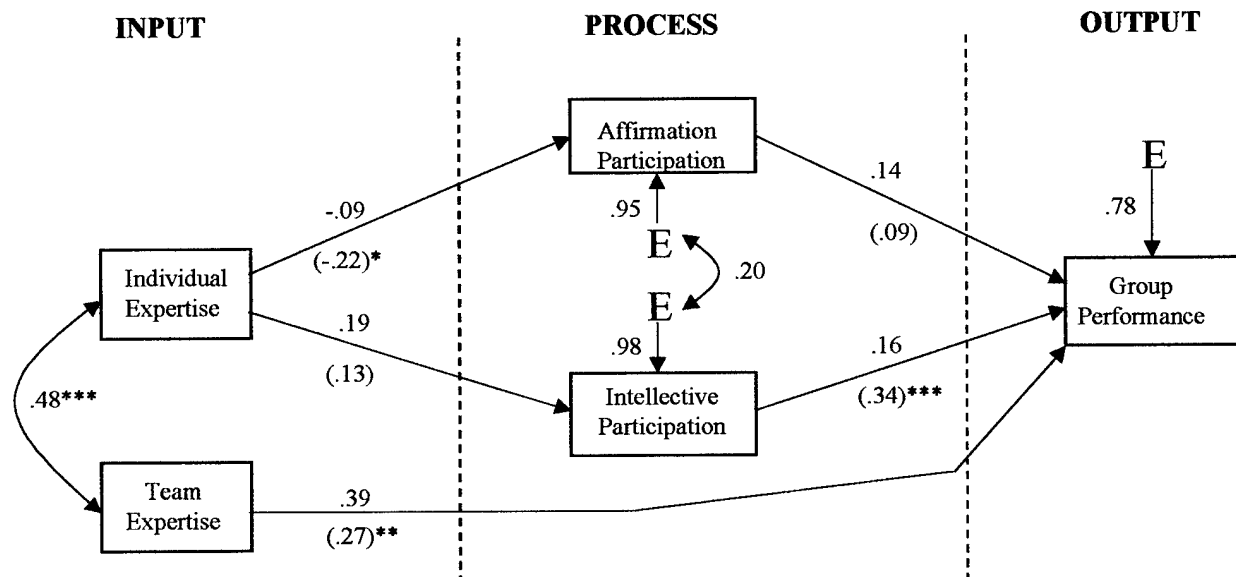 INPUT
PROCESS
OUTPUT
Affirmation
Participation
E
.14
-.09
.95
(.09)
.78
(-.22)*
E
.20
Individual
Expertise
E
Group
Performance
.19
.98
.16
(.13)
.48***
Intellective
Participation
(.34)***
Team
Expertise
.39
(.27)**